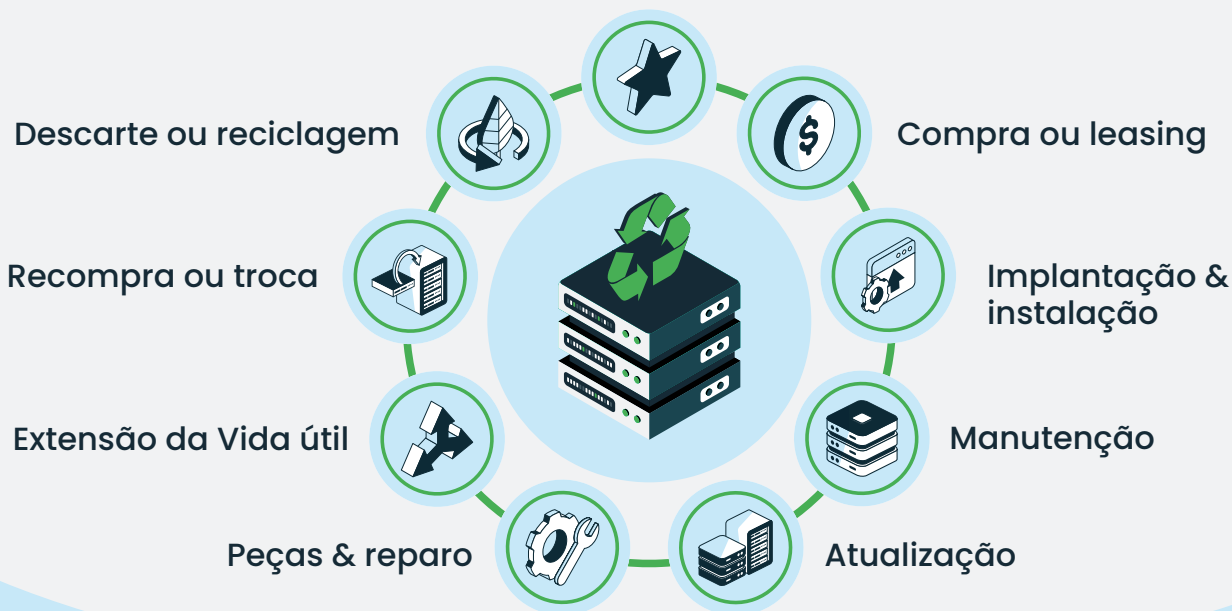 Descarte ou reciclagem
Compra ou leasing
Recompra ou troca
Implantação &
instalação
Extensão da Vida útil
Manutenção
Peças & reparo
Atualização